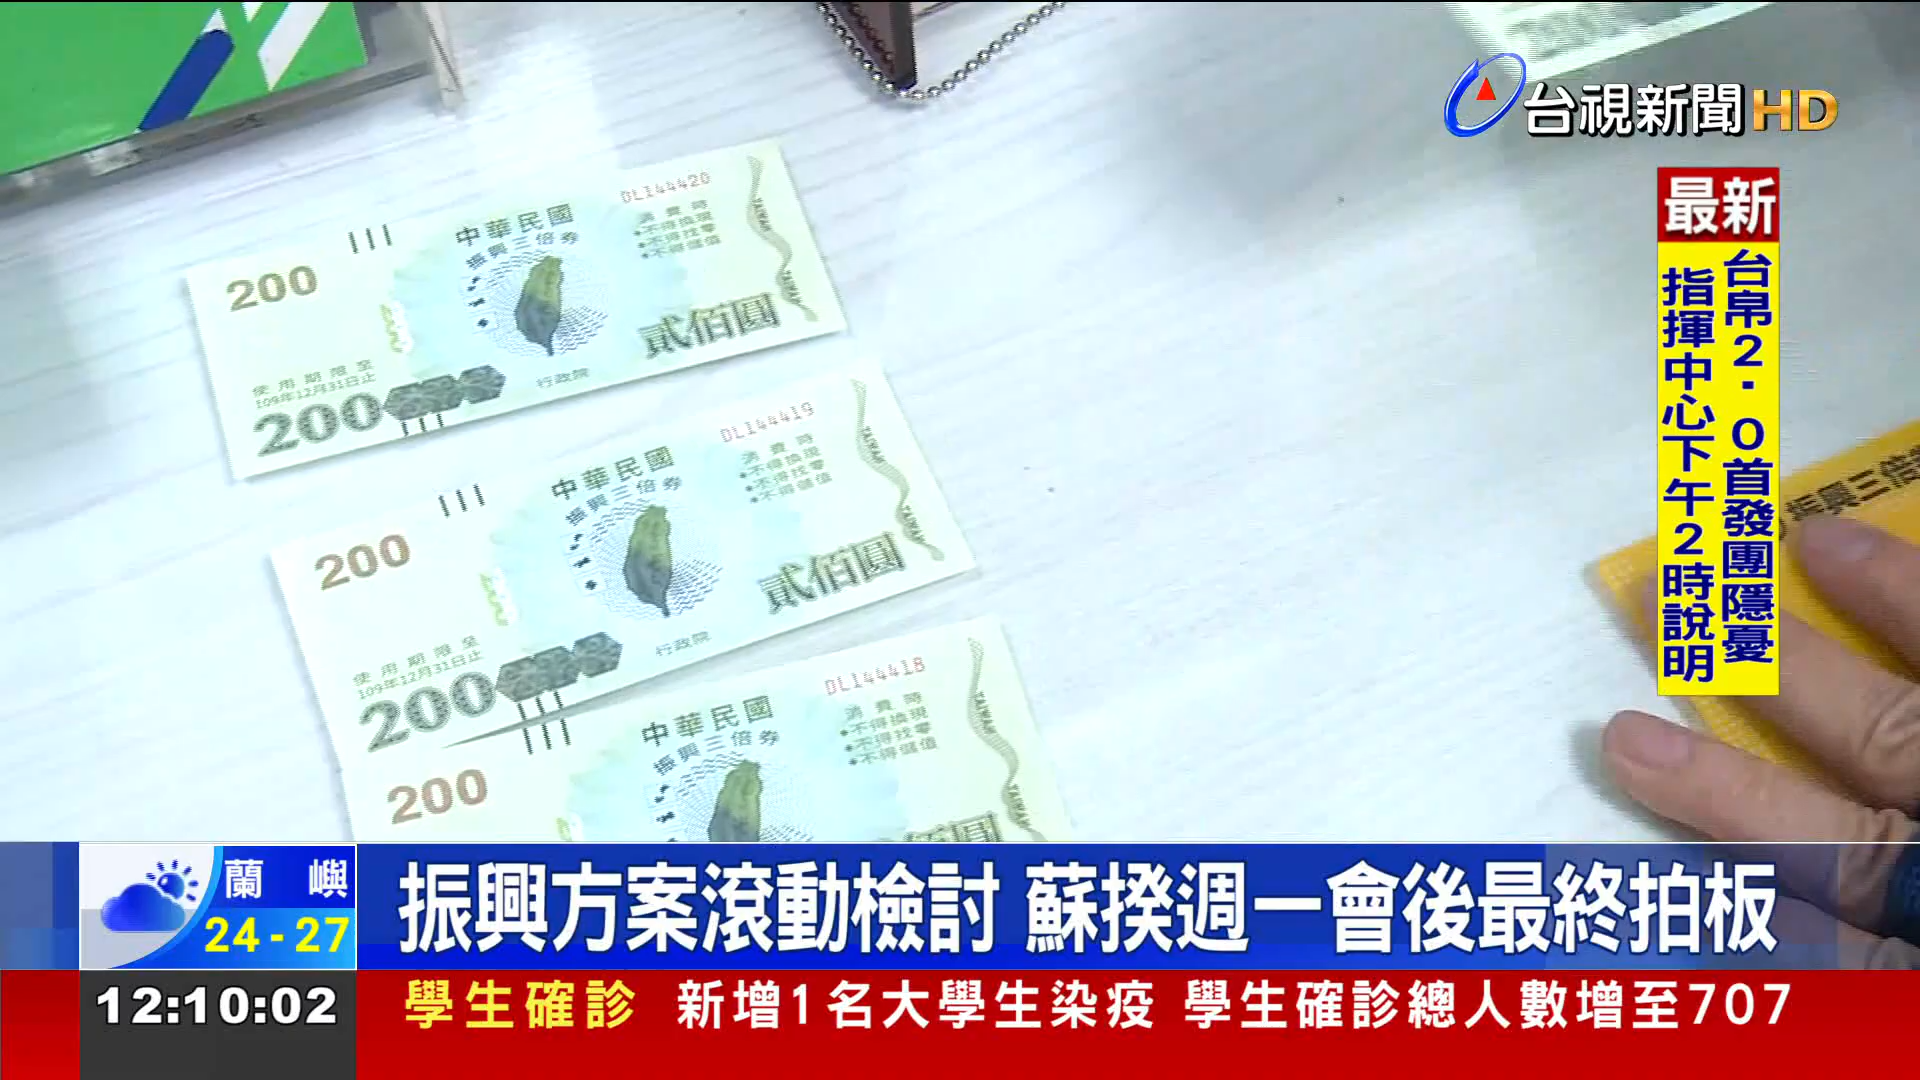 台視新聞HD
最新
台帛2.0首發團隱憂
指揮中心下午2時說明
DL144420
中華民國
振興三倍券
消費時
●不得換現
●不得找零
●不得儲值
TAIWAN
TAIWAN
200
貳佰圓
使用期限至
109年12月31日止
行政院
200
DL144419
中華民國
振興三倍券
消費時
●不得換現
●不得找零
●不得儲值
TAIWAN
TAIWAN
200
貳佰圓
使用期限至
109年12月31日止
行政院
200
DL144418
中華民國
振興三倍券
消費時
●不得換現
●不得找零
●不得儲值
TAIWAN
TAIWAN
200
佰圓
振興三倍
蘭嶼
24-27
振興方案滾動檢討 蘇揆週一會後最終拍板
12:10:02
學生確診 新增1名大學生染疫 學生確診總人數增至707